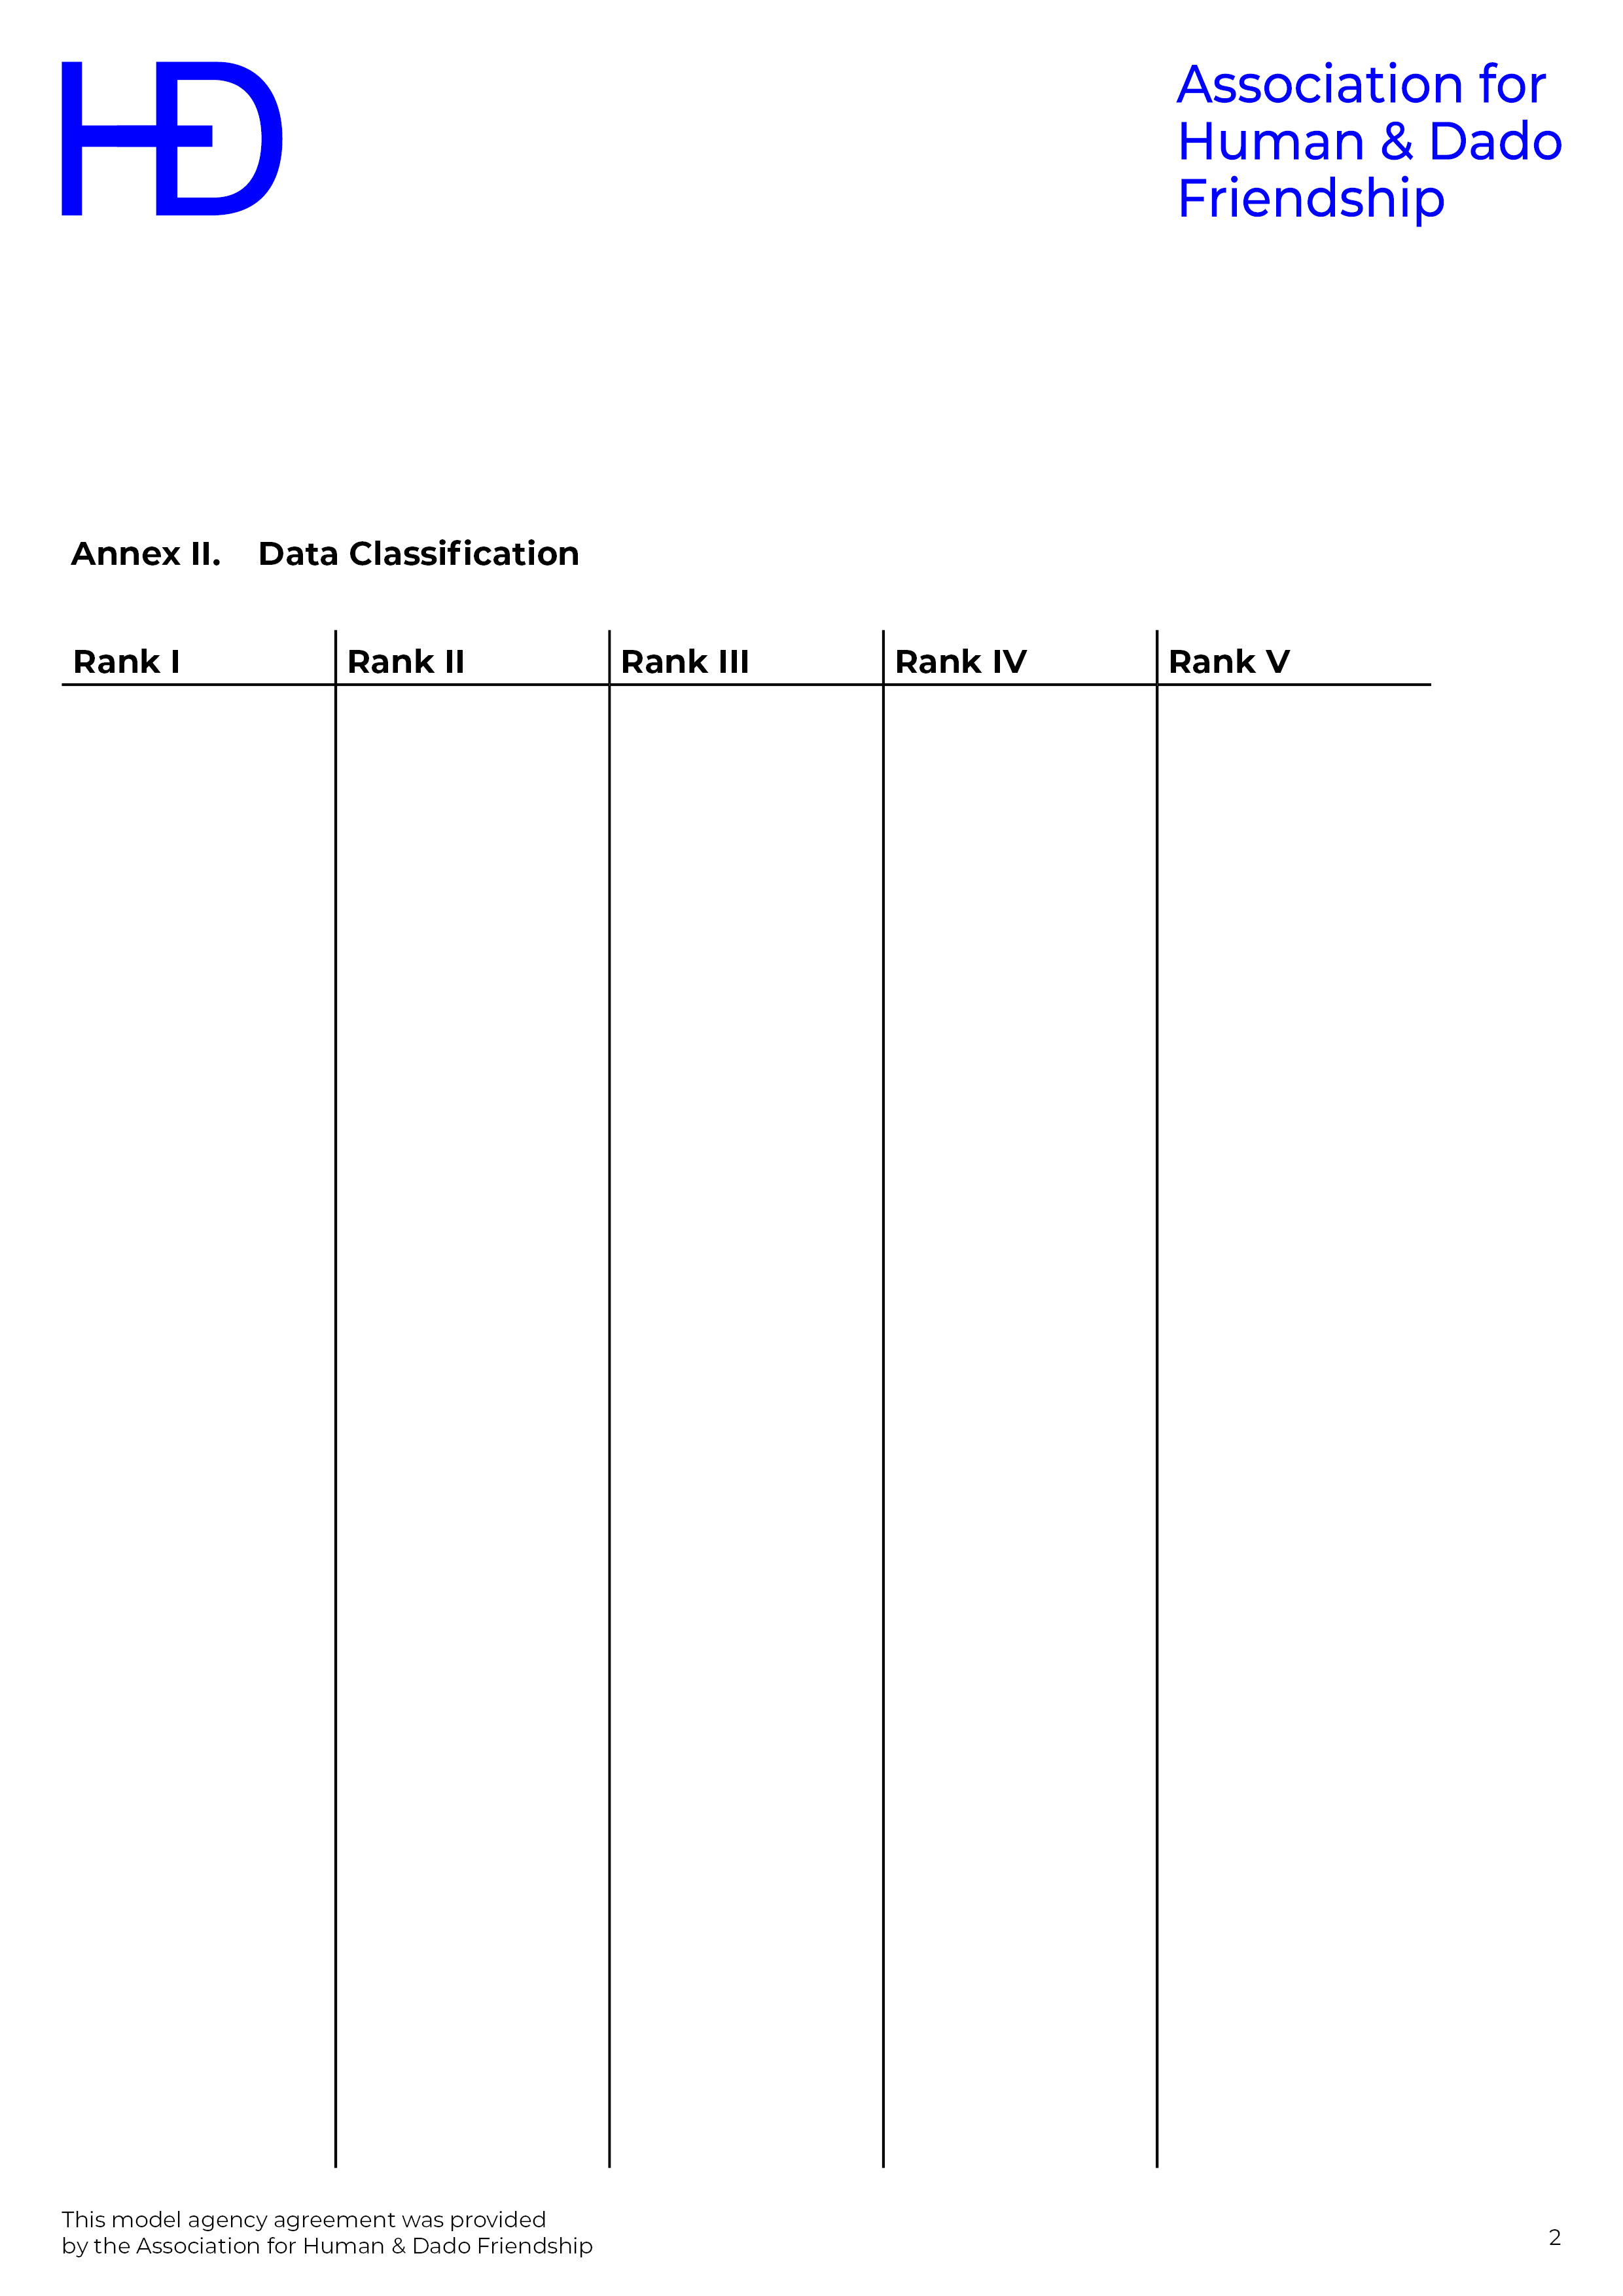 HD
Association for
Human & Dado
Friendship
Annex II. Data Classification
Rank I Rank II Rank III Rank IV Rank V
This model agency agreement was provided
by the Association for Human & Dado Friendship
2